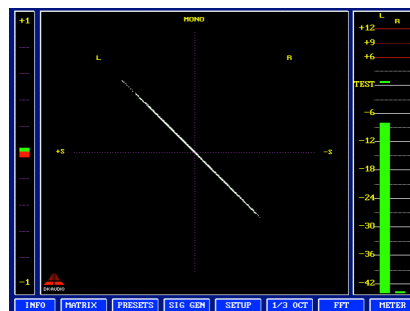 +1
MONO
L
R
+S
-S
-1
DK-AUDIO
L R
+12
+9
+6
TEST
-6
-12
-18
-24
-30
-36
-42
INFO MATRIX PRESETS SIG GEN SETUP 1/3 OCT FFT METER